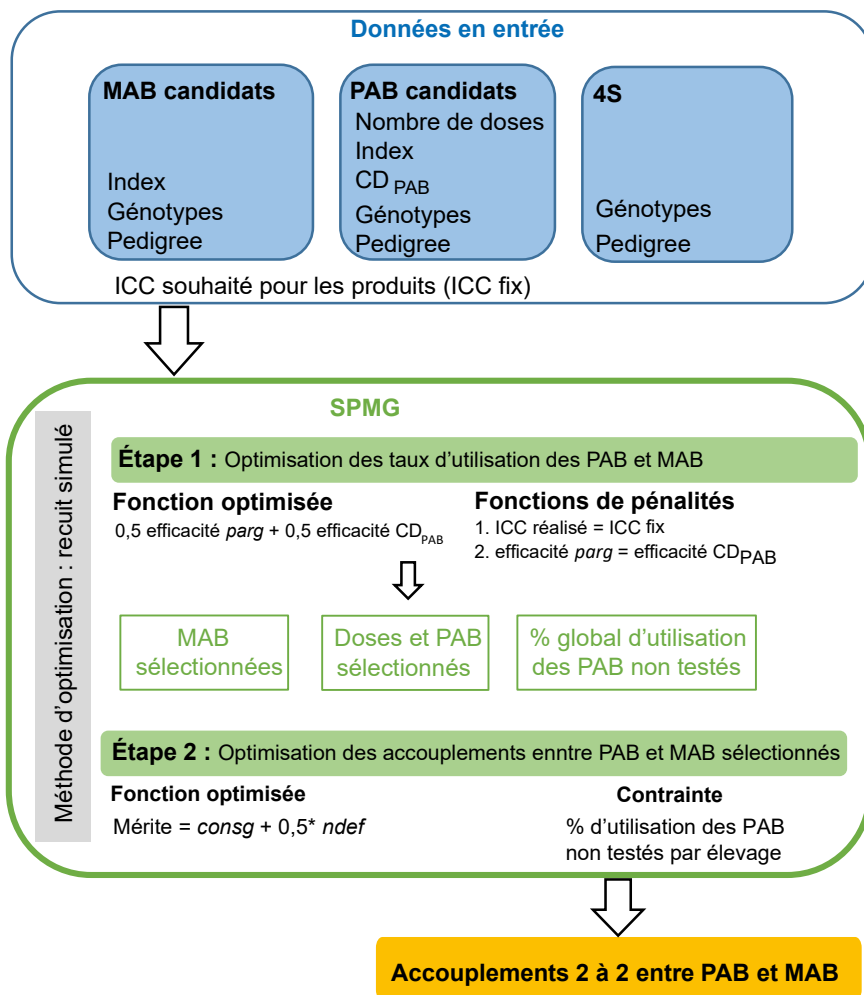 Données en entrée
MAB candidats
Index
Génotypes
Pedigree
PAB candidats
Nombre de doses
Index
CD PAB
Génotypes
Pedigree
4S
Génotypes
Pedigree
ICC souhaité pour les produits (ICC fix)
SPMG
Méthode d'optimisation : recuit simulé
Étape 1 : Optimisation des taux d'utilisation des PAB et MAB
Fonction optimisée
0,5 efficacité parg + 0,5 efficacité CDPAB
Fonctions de pénalités
1. ICC réalisé = ICC fix
2. efficacité parg = efficacité CDPAB
MAB
sélectionnées
Doses et PAB
sélectionnés
% global d'utilisation
des PAB non testés
Étape 2 : Optimisation des accouplements enntre PAB et MAB sélectionnés
Fonction optimisée
Mérite = consg + 0,5* ndef
Contrainte
% d'utilisation des PAB
non testés par élevage
Accouplements 2 à 2 entre PAB et MAB